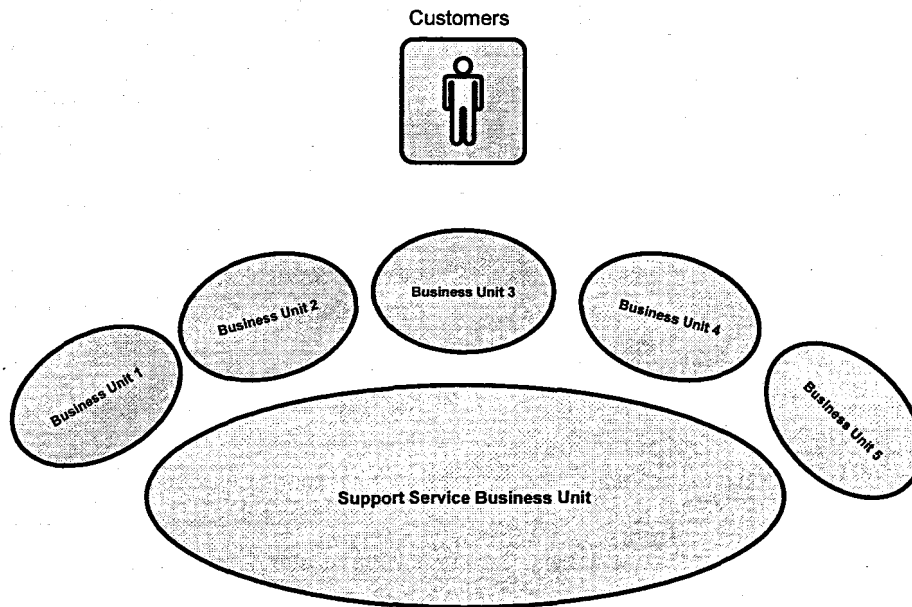 Customers
Business Unit 1
Business Unit 2
Business Unit 3
Business Unit 4
Business Unit 5
Support Service Business Unit